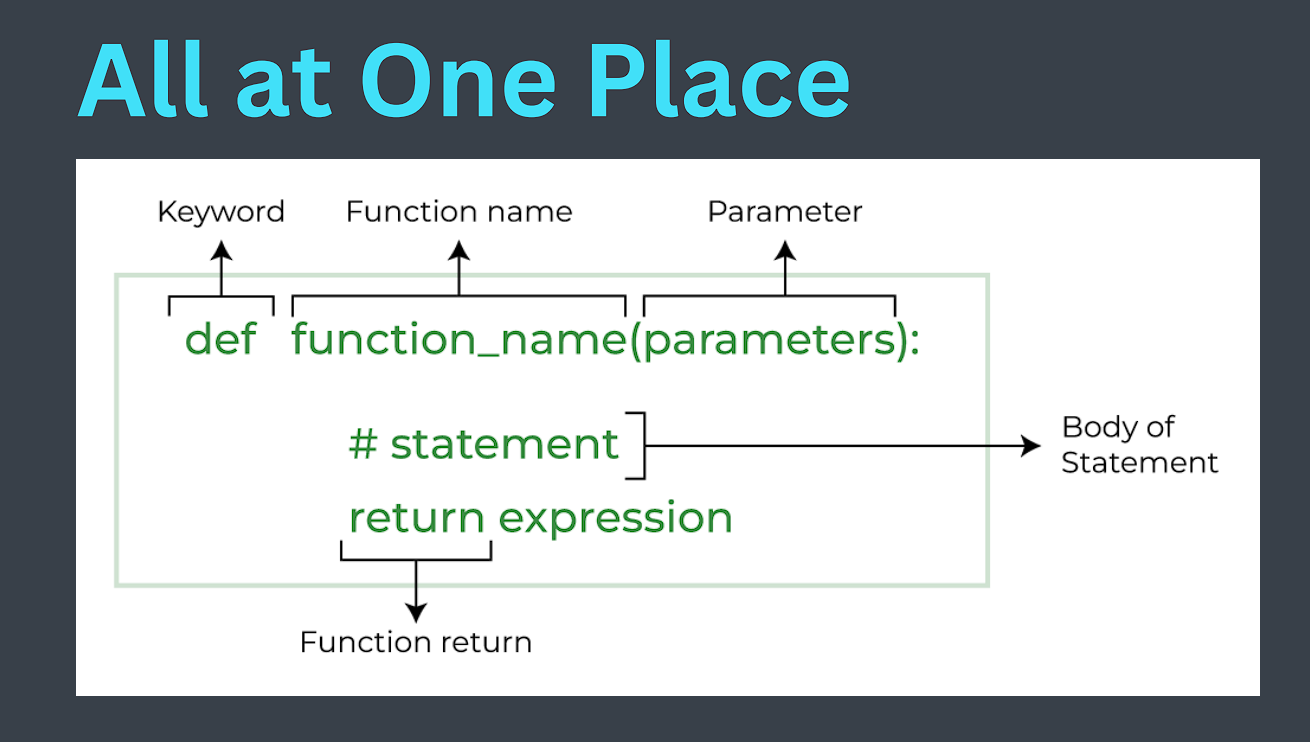 All at One Place
Keyword Function name Parameter
def function_name(parameters):
# statement
Body of
Statement
return expression
Function return